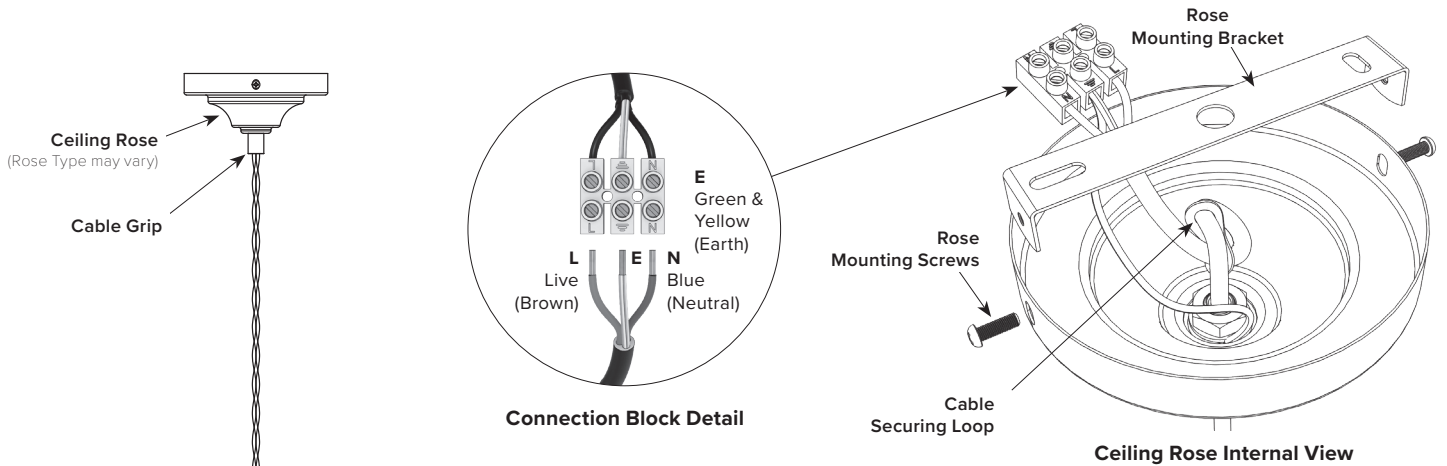 Ceiling Rose
(Rose Type may vary)
Cable Grip
L
N
L
N
E
Green &
Yellow
(Earth)
L
Live
(Brown)
E
N
Blue
(Neutral)
Connection Block Detail
Rose
Mounting Bracket
N
L
Rose
Mounting Screws
Cable
Securing Loop
Ceiling Rose Internal View